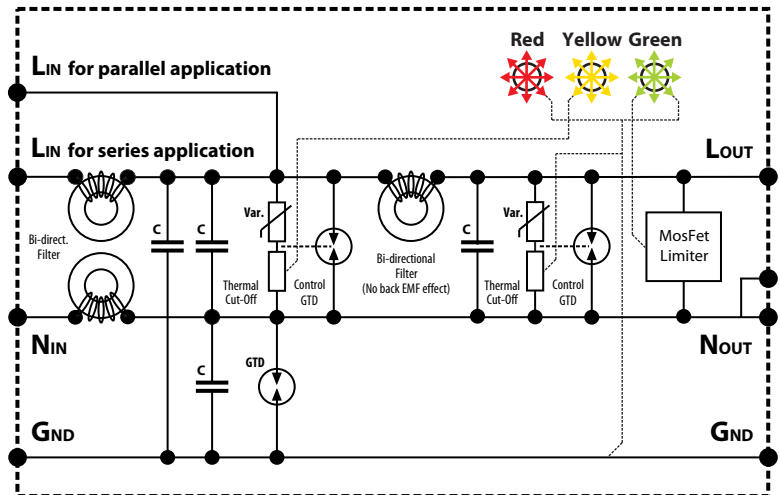 Red Yellow Green
LIN for parallel application
LIN for series application
LOUT
Bi-direct.
Filter
C
C
Var.
Thermal
Cut-Off
Control
GTD
Bi-directional
Filter
(No back EMF effect)
C
Var.
Thermal
Cut-Off
Control
GTD
MosFet
Limiter
NIN
NOUT
C
GTD
GND
GND